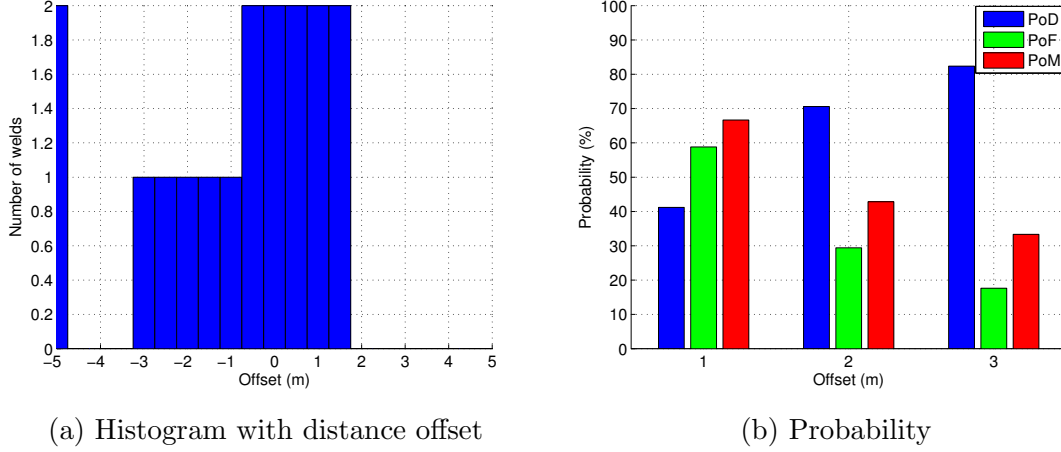 2
1.8
1.6
1.4
1.2
1
0.8
0.6
0.4
0.2
0
Number of welds
−5 −4 −3 −2 −1 0 1 2 3 4 5
Offset (m)
(a) Histogram with distance offset
100
90
80
70
60
50
40
30
20
10
0
Probability (%)
PoD
PoF
PoM
1 2 3
Offset (m)
(b) Probability